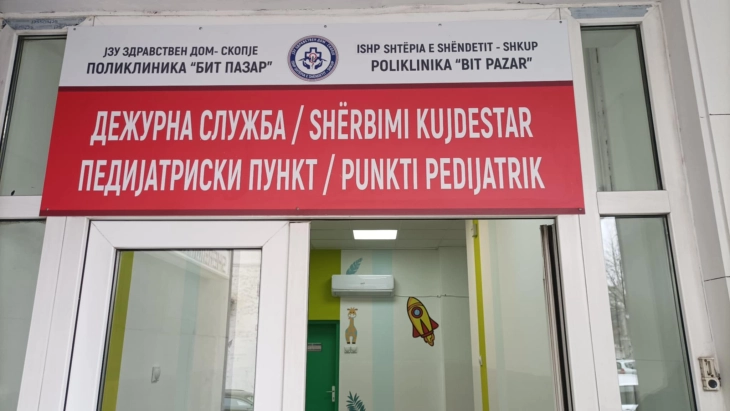 ЈЗУ ЗДРАВСТВЕН ДОМ- СКОПЈЕ
ПОЛИКЛИНИКА “БИТ ПАЗАР”
ISHP SHTËPIA E SHËNDETIT - SHKUP
POLIKLINIKA “BIT PAZAR”
ДЕЖУРНА СЛУЖБА / SHËRBIMI KUJDESTAR
ПЕДИЈАТРИСКИ ПУНКТ / PUNKTI PEDIJATRIK